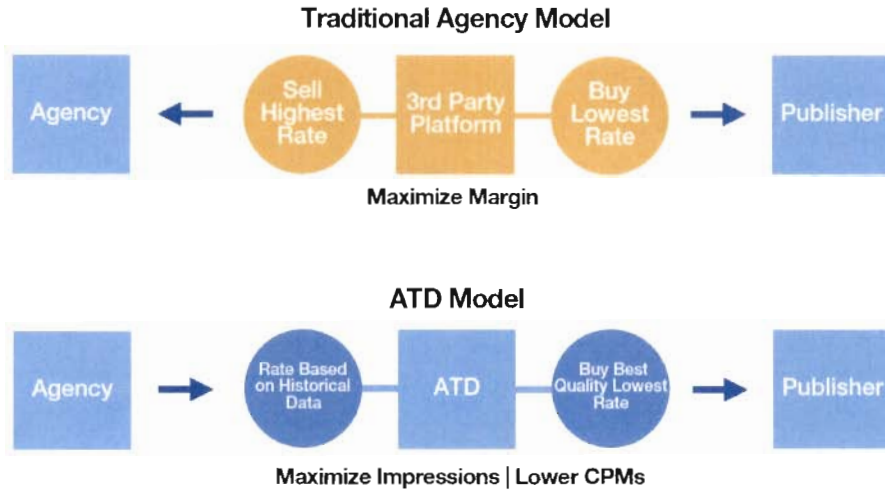 Traditional Agency Model
Agency
Sell
Highest
Rate
3rd Party
Platform
Buy
Lowest
Rate
Publisher
Maximize Margin
ATD Model
Agency
Rate Based
on Historical
Data
ATD
Buy Best
Quality Lowest
Rate
Publisher
Maximize Impressions | Lower CPMs